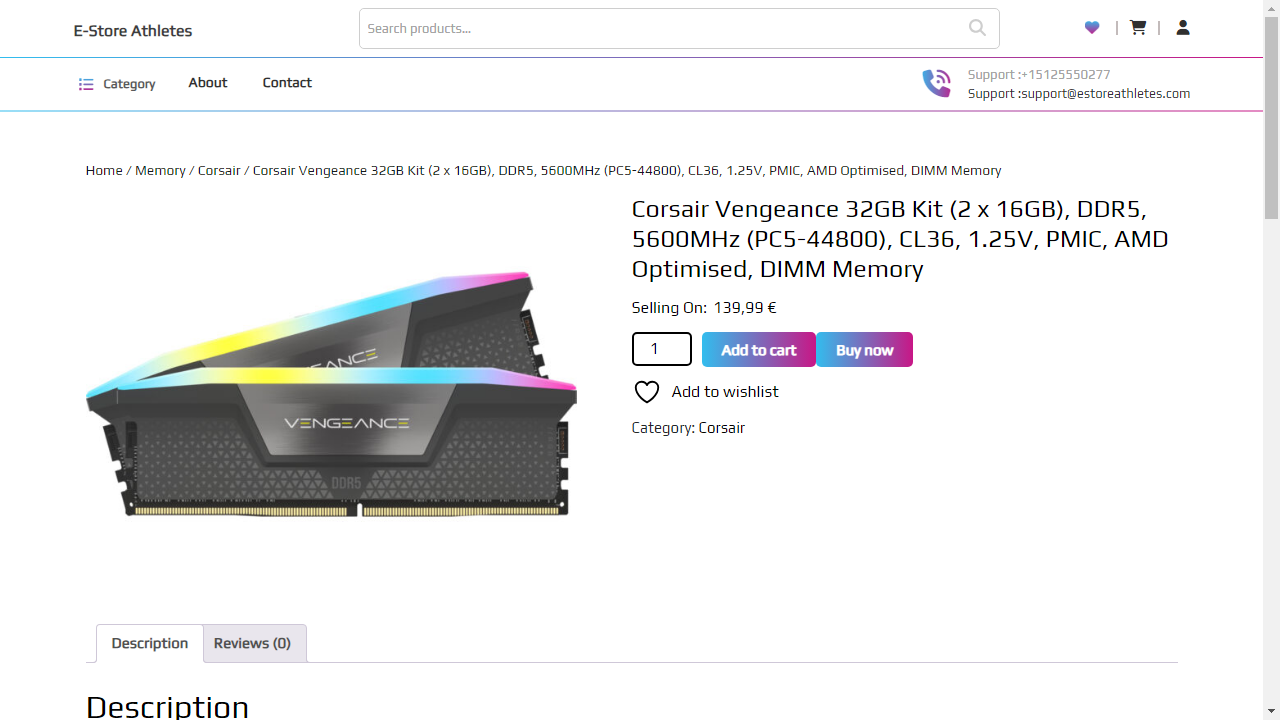 E-Store Athletes
Search products...
Category
About
Contact
Support :+15125550277
Support :support@estoreathletes.com
Home / Memory / Corsair / Corsair Vengeance 32GB Kit (2 x 16GB), DDR5, 5600MHz (PC5-44800), CL36, 1.25V, PMIC, AMD Optimised, DIMM Memory
Corsair Vengeance 32GB Kit (2 x 16GB), DDR5,
5600MHz (PC5-44800), CL36, 1.25V, PMIC, AMD
Optimised, DIMM Memory
Selling On: 139,99 €
1
Add to cart
Buy now
Add to wishlist
Category: Corsair
VENGEANCE
DDR5
Description
Reviews (0)
Description